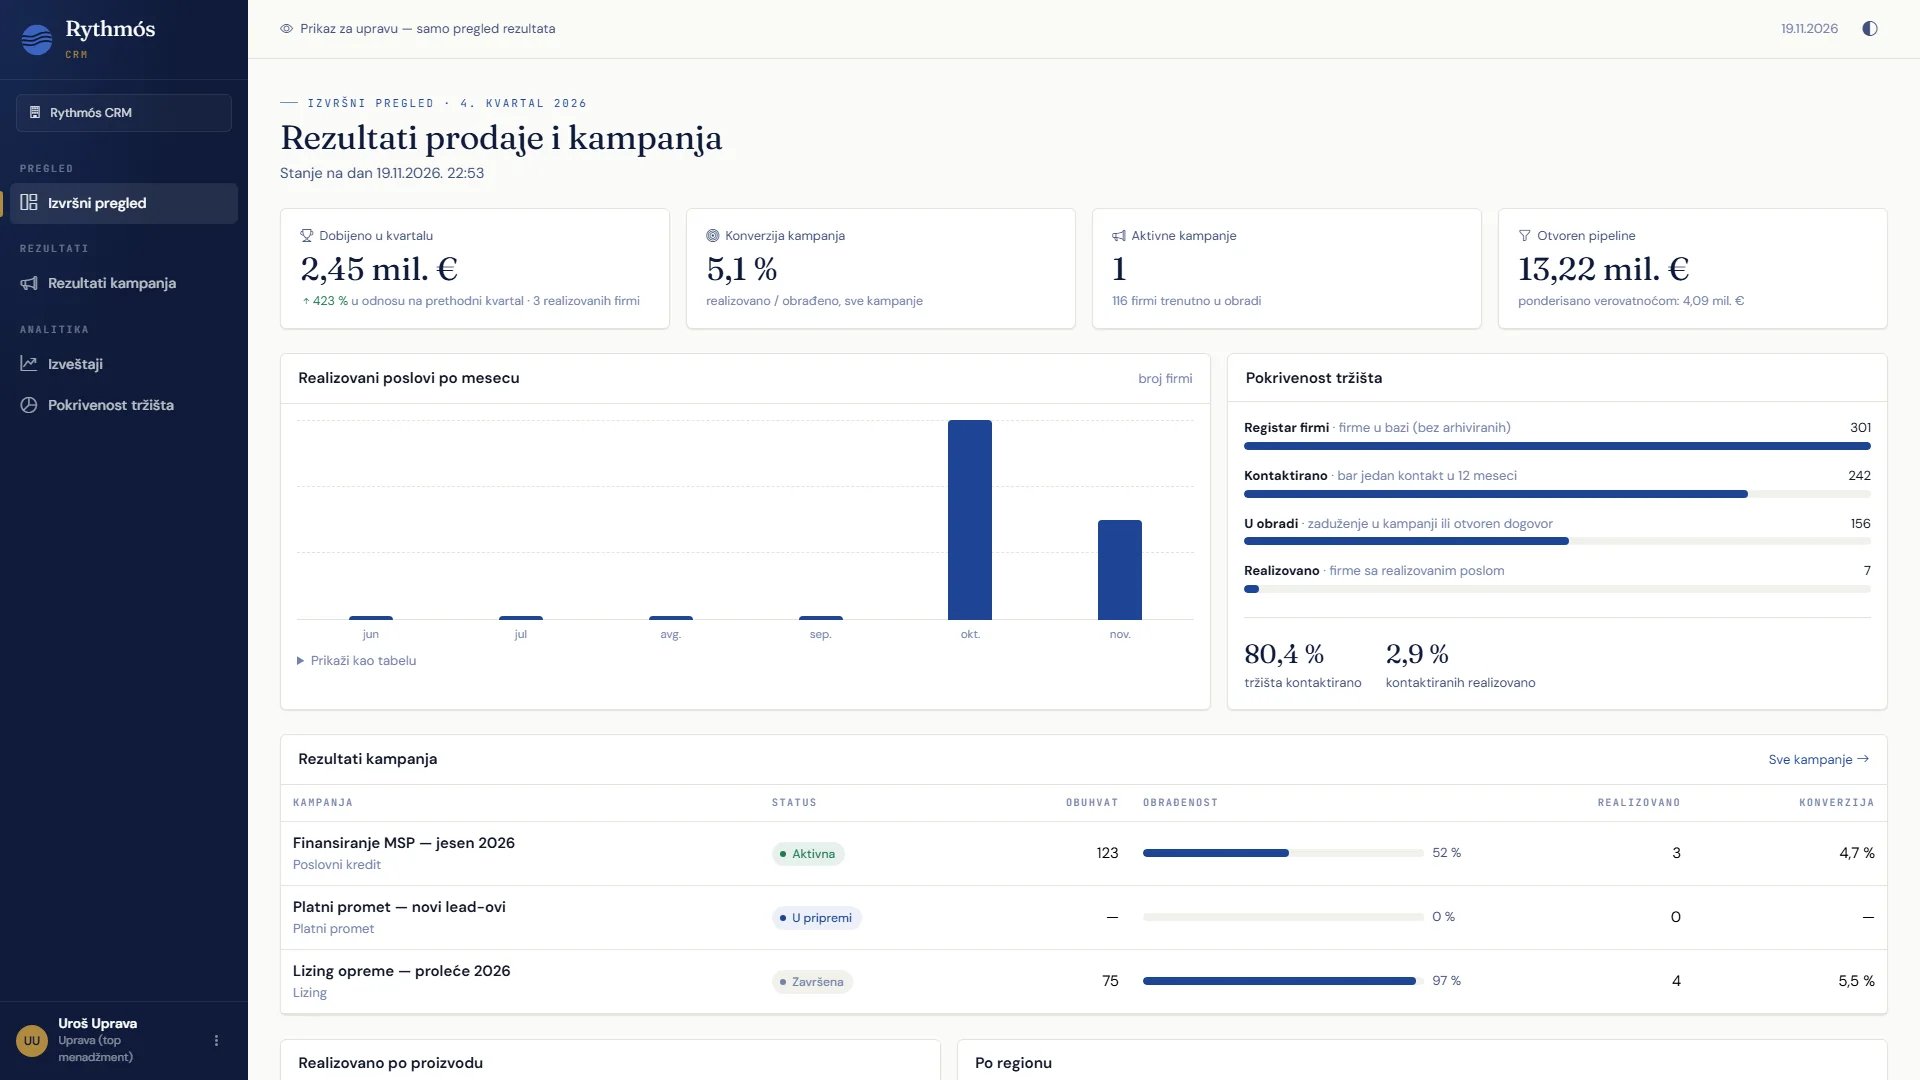 Rythmós
CRM
Rythmós CRM
PREGLED
Izvršni pregled
REZULTATI
Rezultati kampanja
ANALITIKA
Izveštaji
Pokrivenost tržišta
UU
Uroš Uprava
Uprava (top
menadžment)
Prikaz za upravu — samo pregled rezultata
19.11.2026
IZVRŠNI PREGLED · 4. KVARTAL 2026
Rezultati prodaje i kampanja
Stanje na dan 19.11.2026. 22:53
Dobijeno u kvartalu
2,45 mil. €
↑ 423 % u odnosu na prethodni kvartal · 3 realizovanih firmi
Konverzija kampanja
5,1 %
realizovano / obrađeno, sve kampanje
Aktivne kampanje
1
116 firmi trenutno u obradi
Otvoren pipeline
13,22 mil. €
ponderisano verovatnoćom: 4,09 mil. €
Realizovani poslovi po mesecu
broj firmi
jun jul avg. sep. okt. nov.
Prikaži kao tabelu
Pokrivenost tržišta
Registar firmi · firme u bazi (bez arhiviranih) 301
Kontaktirano · bar jedan kontakt u 12 meseci 242
U obradi · zaduženje u kampanji ili otvoren dogovor 156
Realizovano · firme sa realizovanim poslom 7
80,4 % 2,9 %
tržišta kontaktirano kontaktiranih realizovano
Rezultati kampanja
Sve kampanje →
KAMPANJA STATUS OBUHVAT OBRAĐENOST REALIZOVANO KONVERZIJA
Finansiranje MSP — jesen 2026
Poslovni kredit
Aktivna 123 52 % 3 4,7 %
Platni promet — novi lead-ovi
Platni promet
U pripremi — 0 % 0 —
Lizing opreme — proleće 2026
Lizing
Završena 75 97 % 4 5,5 %
Realizovano po proizvodu
Po regionu